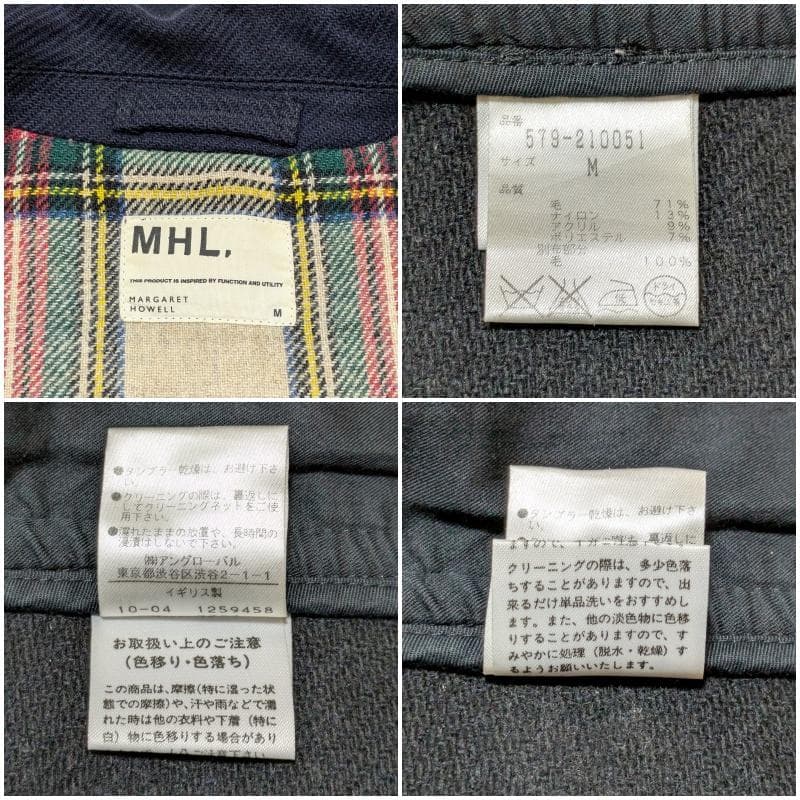 MHL,
THIS PRODUCT IS INSPIRED BY FUNCTION AND UTILITY
MARGARET
HOWELL
M
品番
579-210051
サイズ
M
品質
毛 71%
ナイロン 13%
アクリル 9%
ポリエステル 7%
別布部分
毛 100%
低
ドライ
セキユ系
●タンブラー乾燥は、お避け下さ
い。
●クリーニングの際は、裏返しに
してクリーニングネットをご使
用下さい。
●濡れたままの放置や、長時間の
浸漬はしないで下さい。
㈱アングローバル
東京都渋谷区渋谷2-1-1
イギリス製
10-04 1259458
お取扱い上のご注意
(色移り・色落ち)
この商品は、摩擦(特に湿った状
態での摩擦)や、汗や雨などで濡
れた時は他の衣料や下着(特に
白)物に色移りする場合があり
●タンブラー乾燥は、お避け下さ
い。
クリーニングの際は、多少色落
ちすることがありますので、出
来るだけ単品洗いをおすすめし
ます。また、他の淡色物に色移
りすることがありますので、す
みやかに処理(脱水・乾燥)す
るようお願いいたします。